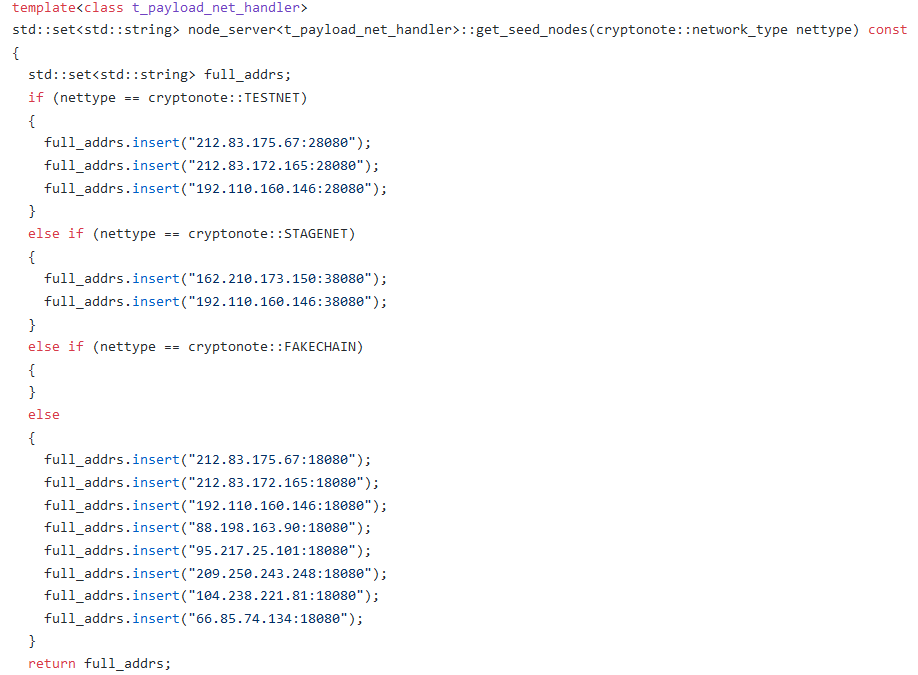 template<class t_payload_net_handler>
std::set<std::string> node_server<t_payload_net_handler>::get_seed_nodes(cryptonote::network_type nettype) const
{
  std::set<std::string> full_addrs;
  if (nettype == cryptonote::TESTNET)
  {
    full_addrs.insert("212.83.175.67:28080");
    full_addrs.insert("212.83.172.165:28080");
    full_addrs.insert("192.110.160.146:28080");
  }
  else if (nettype == cryptonote::STAGENET)
  {
    full_addrs.insert("162.210.173.150:38080");
    full_addrs.insert("192.110.160.146:38080");
  }
  else if (nettype == cryptonote::FAKECHAIN)
  {
  }
  else
  {
    full_addrs.insert("212.83.175.67:18080");
    full_addrs.insert("212.83.172.165:18080");
    full_addrs.insert("192.110.160.146:18080");
    full_addrs.insert("88.198.163.90:18080");
    full_addrs.insert("95.217.25.101:18080");
    full_addrs.insert("209.250.243.248:18080");
    full_addrs.insert("104.238.221.81:18080");
    full_addrs.insert("66.85.74.134:18080");
  }
  return full_addrs;